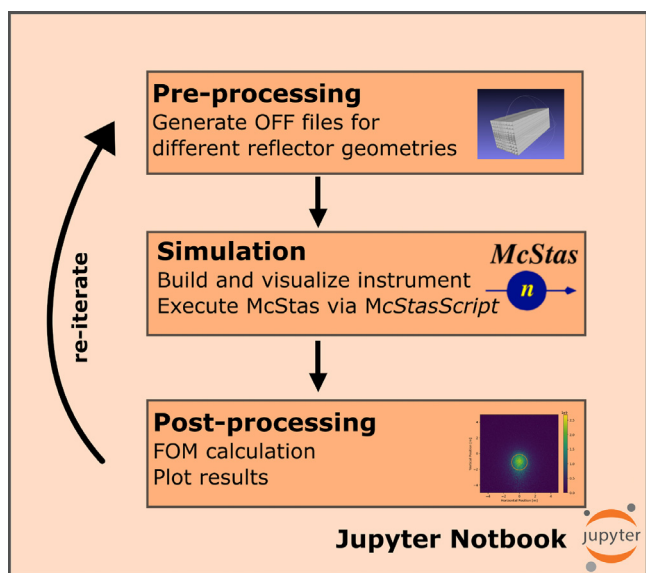 Pre-processing
Generate OFF files for
different reflector geometries
re-iterate
Simulation
Build and visualize instrument
Execute McStas via McStasScript
McStas
n
Post-processing
FOM calculation
Plot results
Jupyter Notbook
jupyter